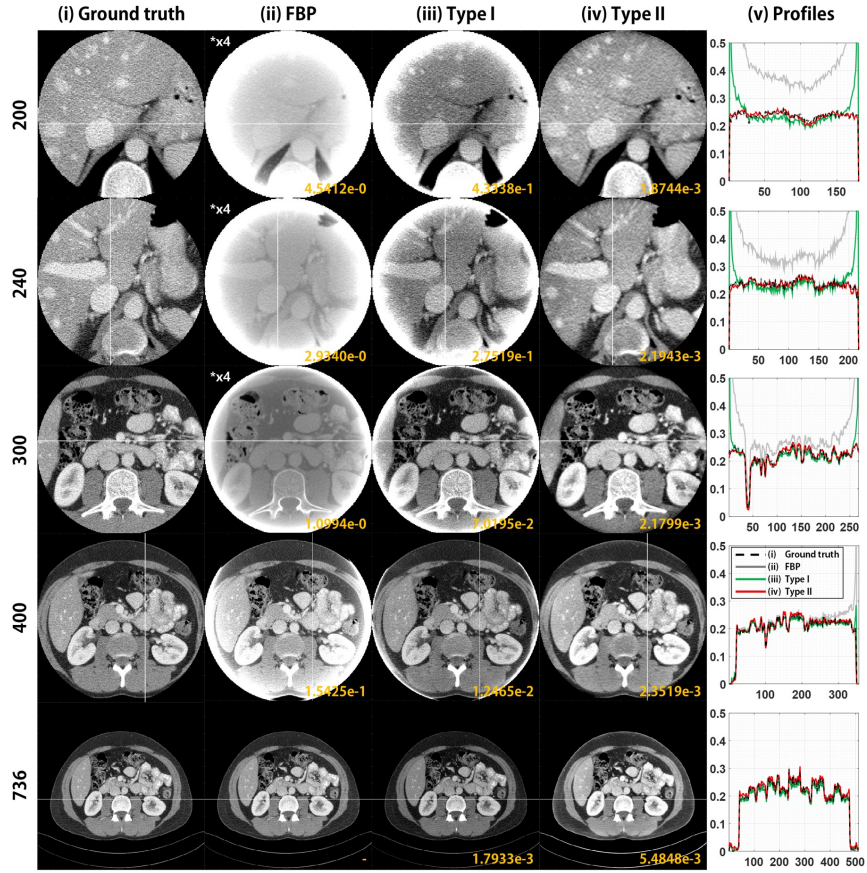 (i) Ground truth (ii) FBP (iii) Type I (iv) Type II (v) Profiles
200
*x4
4.5412e-0
4.3338e-1
1.8744e-3
0.5
0.4
0.3
0.2
0.1
0
50 100 150
240
*x4
2.9340e-0
2.7519e-1
2.1943e-3
0.5
0.4
0.3
0.2
0.1
0
50 100 150 200
300
*x4
1.0994e-0
7.0195e-2
2.1799e-3
0.5
0.4
0.3
0.2
0.1
0
50 100 150 200 250
400
1.5425e-1
1.2465e-2
2.3519e-3
0.5
0.4
0.3
0.2
0.1
0
(i) Ground truth
(ii) FBP
(iii) Type I
(iv) Type II
100 200 300
736
-
1.7933e-3
5.4848e-3
0.5
0.4
0.3
0.2
0.1
0
100 200 300 400 500